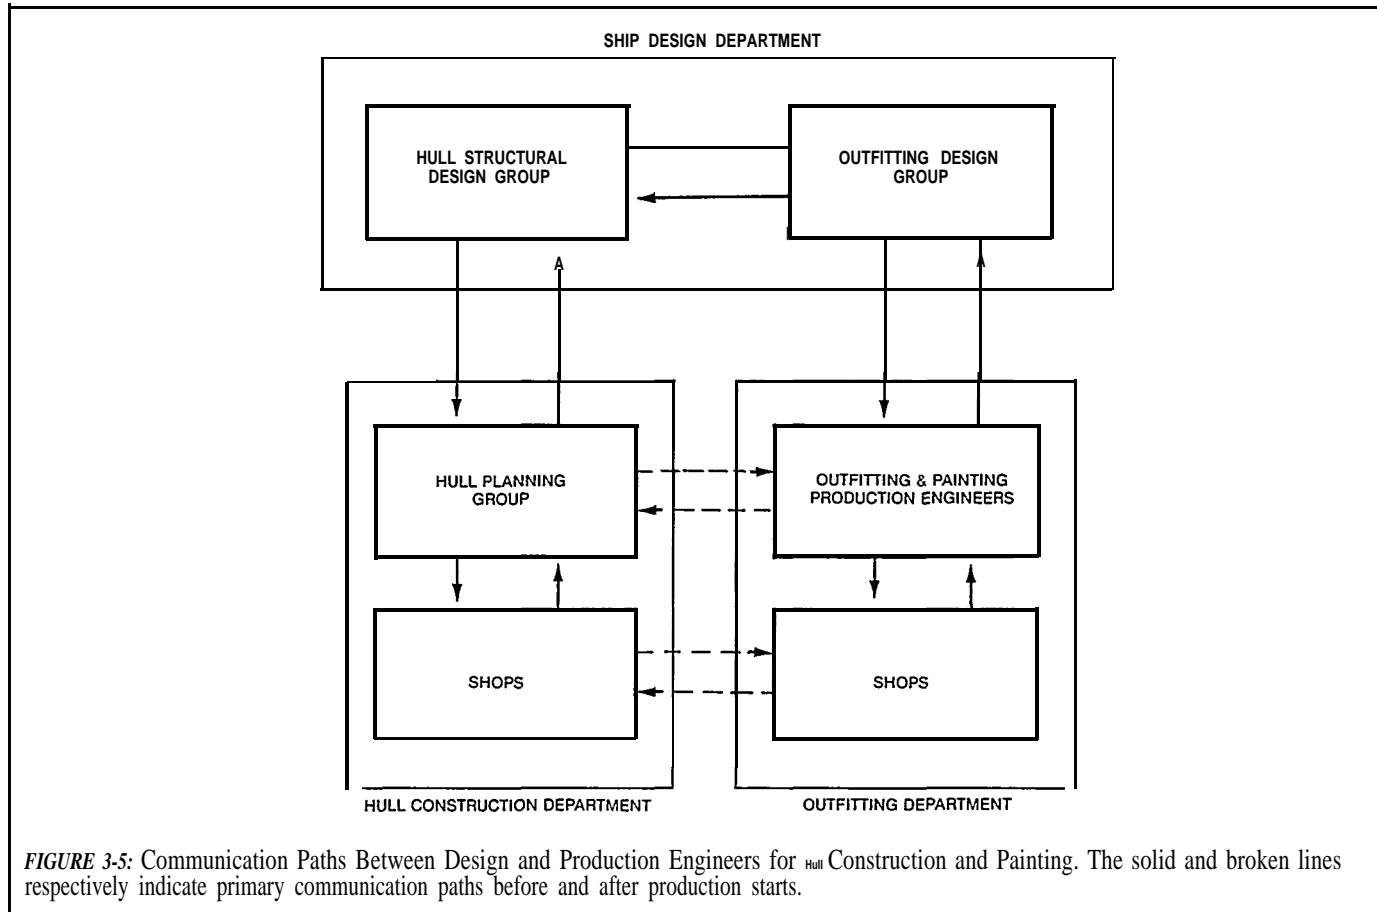 SHIP DESIGN DEPARTMENT
HULL STRUCTURAL
DESIGN GROUP
OUTFITTING DESIGN
GROUP
HULL PLANNING
GROUP
OUTFITTING & PAINTING
PRODUCTION ENGINEERS
SHOPS
SHOPS
HULL CONSTRUCTION DEPARTMENT
OUTFITTING DEPARTMENT
FIGURE 3-5: Communication Paths Between Design and Production Engineers for Hull Construction and Painting. The solid and broken lines
respectively indicate primary communication paths before and after production starts.